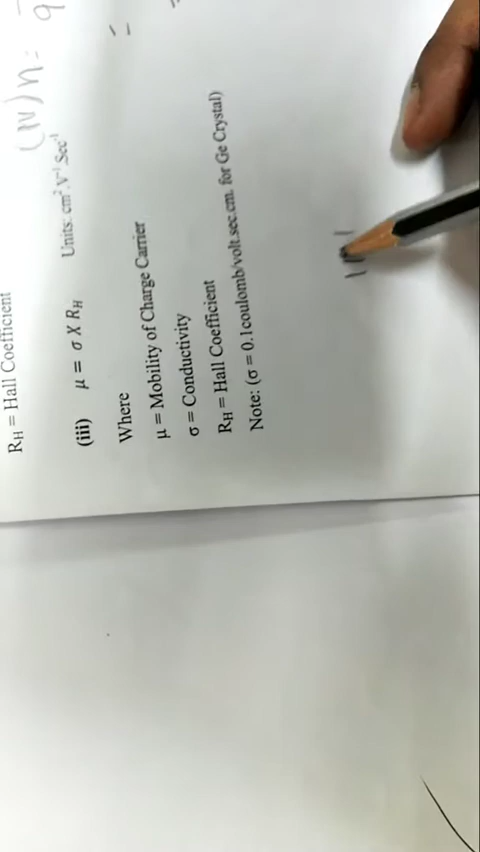 RH = Hall Coefficient
(iii) μ = σ X RH Units: cm² V⁻¹ Sec⁻¹
Where
μ = Mobility of Charge Carrier
σ = Conductivity
RH = Hall Coefficient
Note: (σ = 0.1coulomb/volt.sec.cm. for Ge Crystal)
(IV) n =